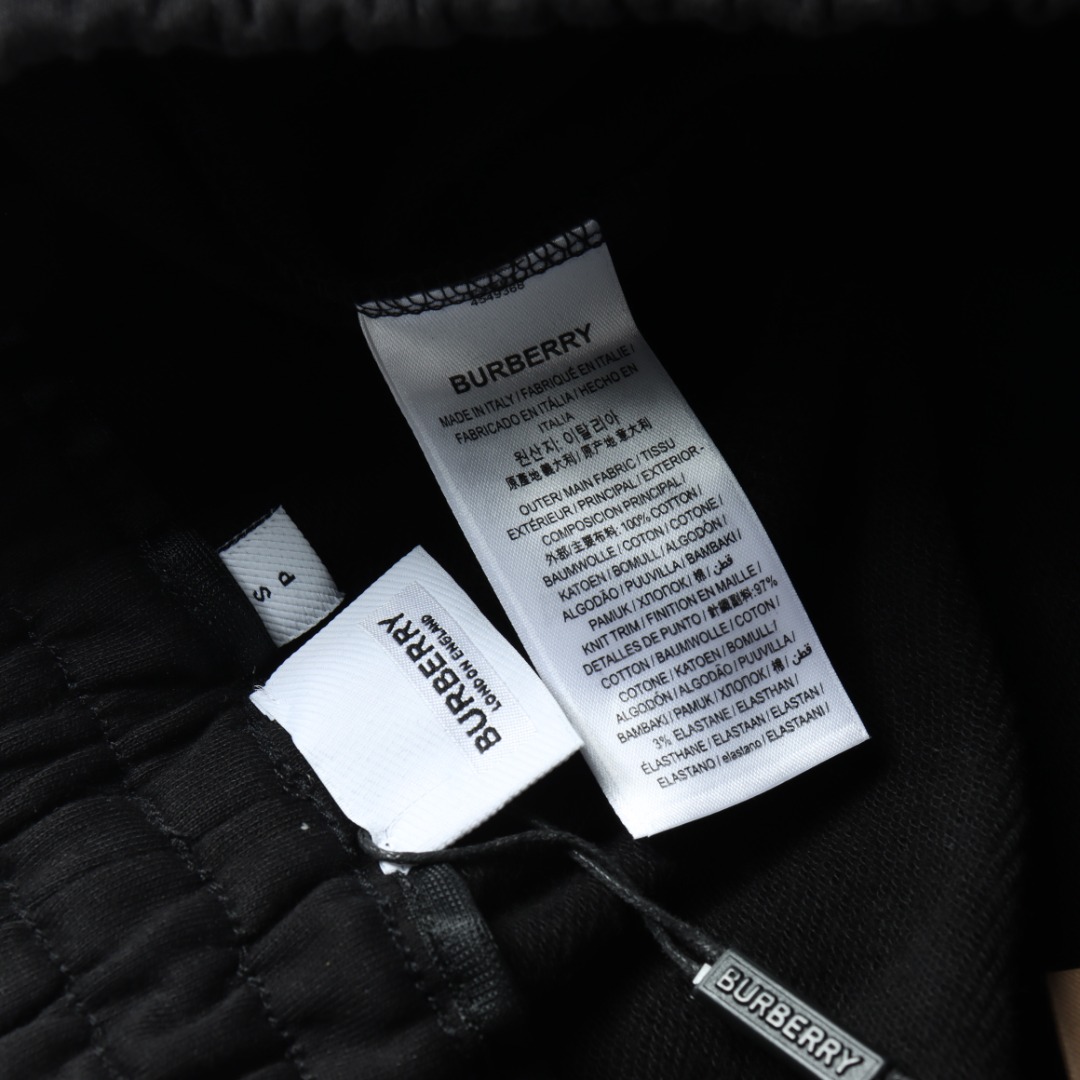 4549388
BURBERRY
MADE IN ITALY / FABRIQUÉ EN ITALIE /
FABRICADO EN ITÁLIA / HECHO EN
ITALIA
원산지: 이탈리아
原產地 義大利 / 原产地 意大利
OUTER/ MAIN FABRIC / TISSU
EXTÉRIEUR / PRINCIPAL / EXTERIOR -
COMPOSICION PRINCIPAL /
外部/主要布料: 100% COTTON /
BAUMWOLLE / COTON / COTONE /
KATOEN / BOMULL / ALGODÓN /
ALGODÃO / PUUVILLA / BAMBAKI /
PAMUK / ХЛОПОК / 棉 / قطن
KNIT TRIM / FINITION EN MAILLE /
DETALLES DE PUNTO / 針織副料: 97%
COTTON / BAUMWOLLE / COTON /
COTONE / KATOEN / BOMULL /
ALGODÓN / ALGODÃO / PUUVILLA /
BAMBAKI / PAMUK / ХЛОПОК / 棉 / قطن
3% ELASTANE / ELASTHAN /
ÉLASTHANE / ELASTAAN / ELASTAN /
ELASTANO / elastano / ELASTAANI /
S P
BURBERRY
LONDON ENGLAND
BURBERRY